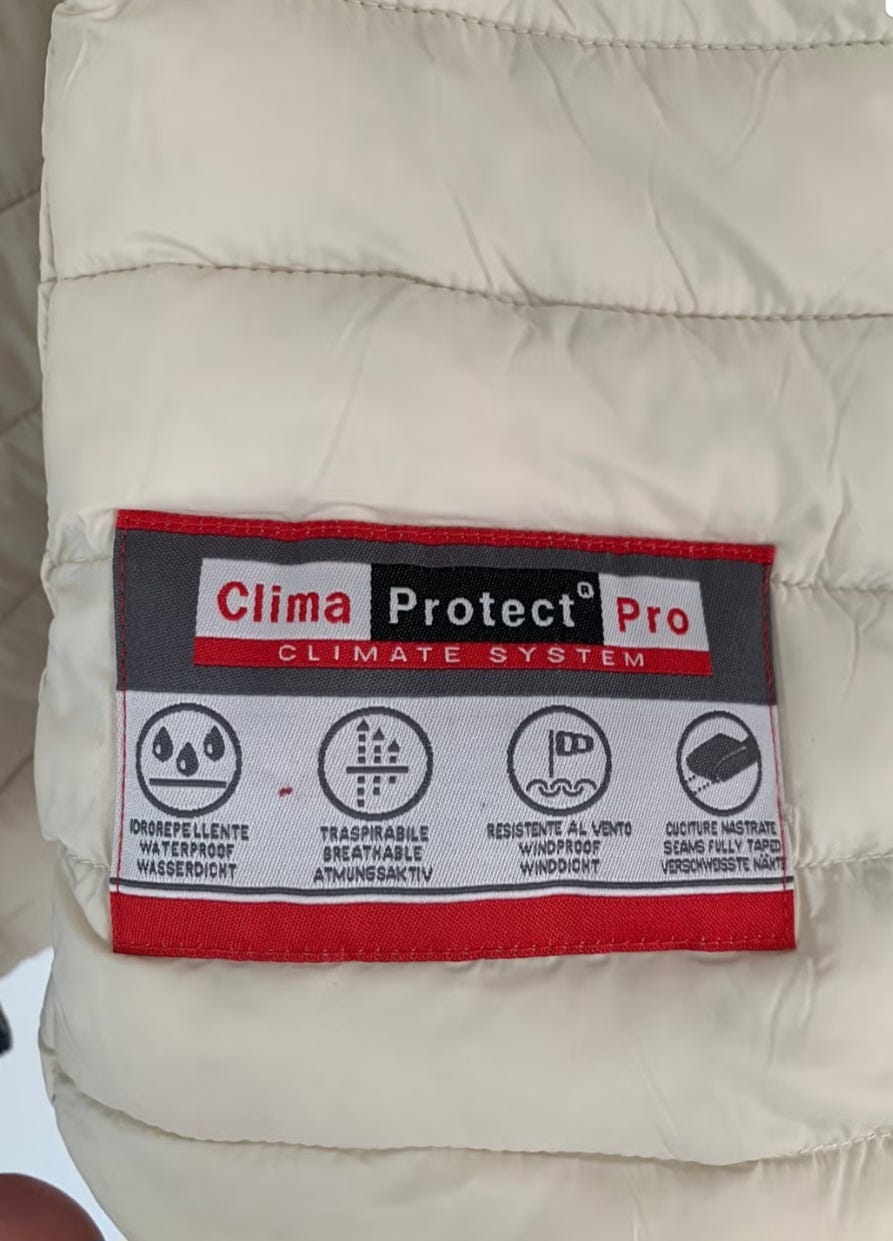 Clima Protect® Pro
CLIMATE SYSTEM
IDROREPELLENTE
WATERPROOF
WASSERDICHT
TRASPIRABILE
BREATHABLE
ATMUNGSAKTIV
RESISTENTE AL VENTO
WINDPROOF
WINDDICHT
CUCITURE NASTRATE
SEAMS FULLY TAPED
VERSCHWEISSTE NÄHTE